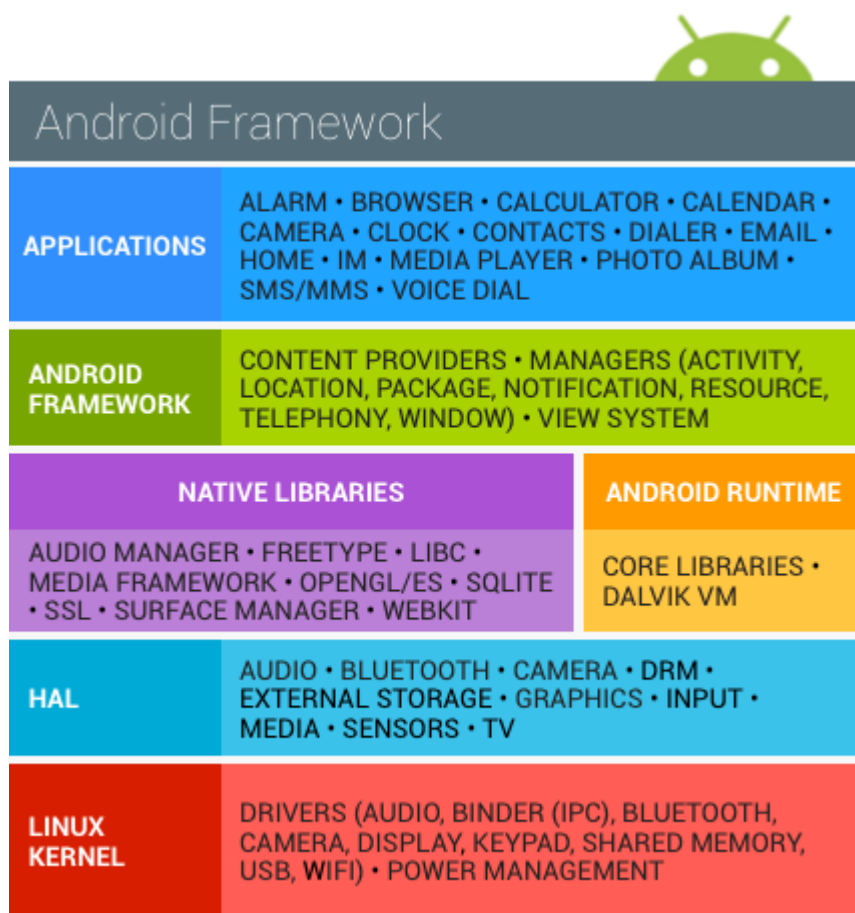 Android Framework
APPLICATIONS
ALARM • BROWSER • CALCULATOR • CALENDAR •
CAMERA • CLOCK • CONTACTS • DIALER • EMAIL •
HOME • IM • MEDIA PLAYER • PHOTO ALBUM •
SMS/MMS • VOICE DIAL
ANDROID
FRAMEWORK
CONTENT PROVIDERS • MANAGERS (ACTIVITY,
LOCATION, PACKAGE, NOTIFICATION, RESOURCE,
TELEPHONY, WINDOW) • VIEW SYSTEM
NATIVE LIBRARIES
AUDIO MANAGER • FREETYPE • LIBC •
MEDIA FRAMEWORK • OPENGL/ES • SQLITE
• SSL • SURFACE MANAGER • WEBKIT
ANDROID RUNTIME
CORE LIBRARIES •
DALVIK VM
HAL
AUDIO • BLUETOOTH • CAMERA • DRM •
EXTERNAL STORAGE • GRAPHICS • INPUT •
MEDIA • SENSORS • TV
LINUX
KERNEL
DRIVERS (AUDIO, BINDER (IPC), BLUETOOTH,
CAMERA, DISPLAY, KEYPAD, SHARED MEMORY,
USB, WIFI) • POWER MANAGEMENT